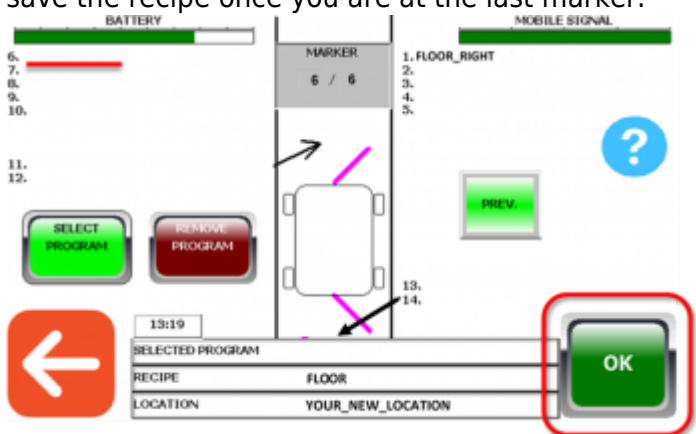 save the recipe once you are at the last marker.
BATTERY
MOBILE SIGNAL
6.
7.
8.
9.
10.
11.
12.
MARKER
6 / 6
1.FLOOR_RIGHT
2.
3.
4.
5.
?
SELECT
PROGRAM
REMOVE
PROGRAM
PREV.
13.
14.
13:19
SELECTED PROGRAM
RECIPE FLOOR
LOCATION YOUR_NEW_LOCATION
OK